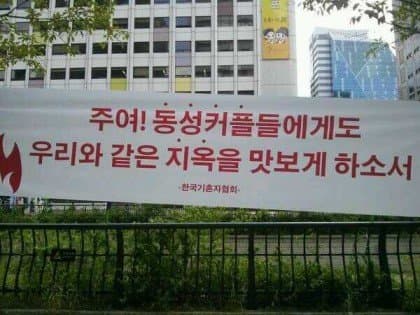 주여! 동성커플들에게도
우리와 같은 지옥을 맛보게 하소서
-한국기혼자협회-